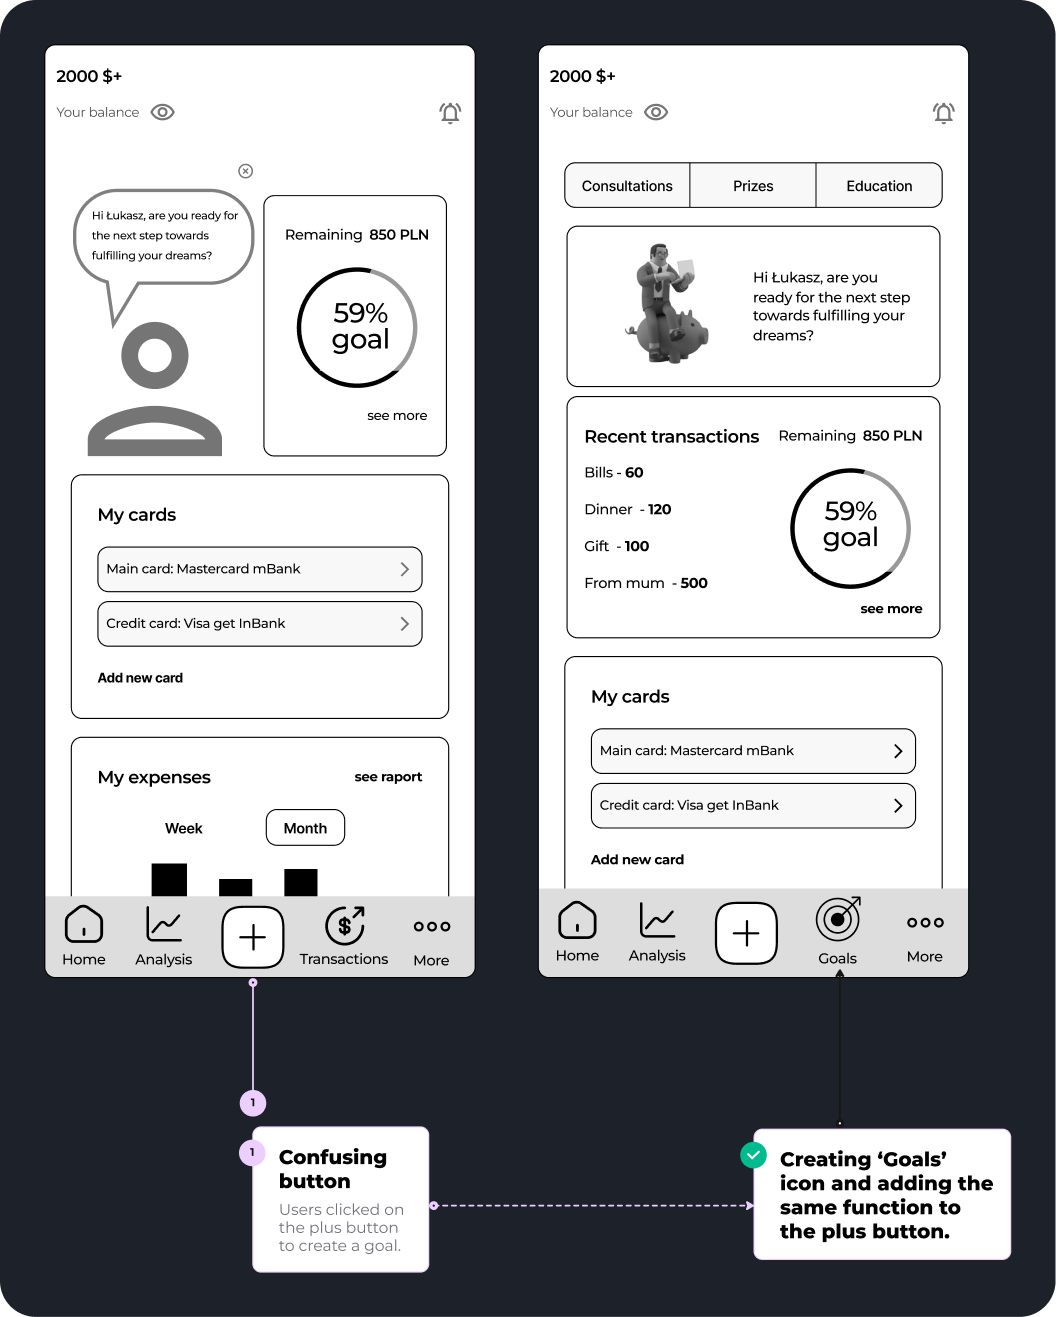 2000 $+
Your balance
Hi Łukasz, are you ready for
the next step towards
fulfilling your dreams?
Remaining 850 PLN
59%
goal
see more
My cards
Main card: Mastercard mBank
Credit card: Visa get InBank
Add new card
My expenses
see raport
Week
Month
Home
Analysis
Transactions
More
2000 $+
Your balance
Consultations
Prizes
Education
Hi Łukasz, are you
ready for the next step
towards fulfilling your
dreams?
Recent transactions
Remaining 850 PLN
Bills - 60
Dinner - 120
Gift - 100
From mum - 500
59%
goal
see more
My cards
Main card: Mastercard mBank
Credit card: Visa get InBank
Add new card
Home
Analysis
Goals
More
1
1
Confusing
button
Users clicked on
the plus button
to create a goal.
Creating ‘Goals’
icon and adding the
same function to
the plus button.